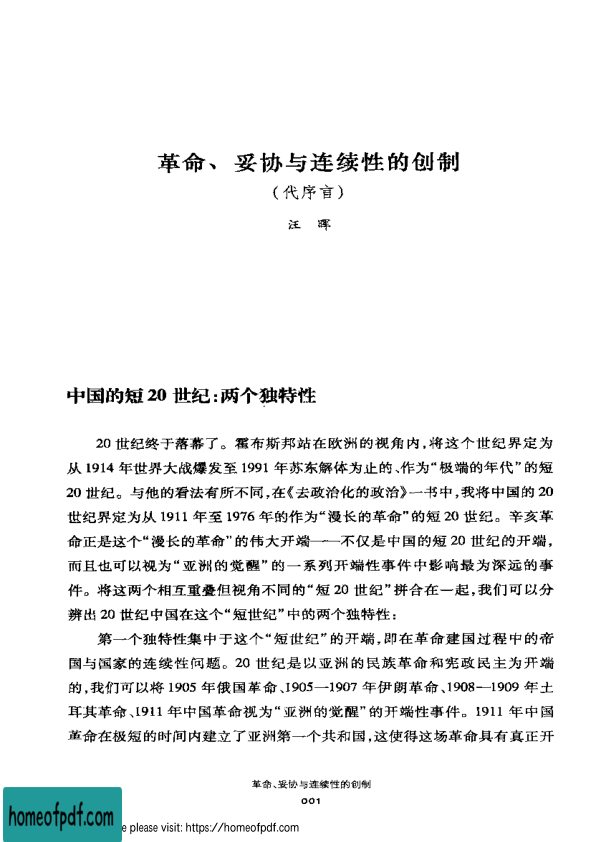 革命、妥协与连续性的创制
（代序言）
汪 晖
中国的短20世纪:两个独特性
20世纪终于落幕了。霍布斯邦站在欧洲的视角内,将这个世纪界定为
从1914年世界大战爆发至1991年苏东解体为止的、作为“极端的年代”的短
20世纪。与他的看法有所不同,在《去政治化的政治》一书中,我将中国的20
世纪界定为从1911年至1976年的作为“漫长的革命”的短20世纪。辛亥革
命正是这个“漫长的革命”的伟大开端——不仅是中国的短20世纪的开端,
而且也可以视为“亚洲的觉醒”的一系列开端性事件中影响最为深远的事
件。将这两个相互重叠但视角不同的“短20世纪”拼合在一起,我们可以分
辨出20世纪中国在这个“短世纪”中的两个独特性:
第一个独特性集中于这个“短世纪”的开端,即在革命建国过程中的帝
国与国家的连续性问题。20世纪是以亚洲的民族革命和宪政民主为开端
的,我们可以将1905年俄国革命、1905—1907年伊朗革命、1908—1909年土
耳其革命、1911年中国革命视为“亚洲的觉醒”的开端性事件。1911年中国
革命在极短的时间内建立了亚洲第一个共和国,这使得这场革命具有真正开
革命、妥协与连续性的创制
001
homeofpdf.com
e please visit: https://homeofpdf.com